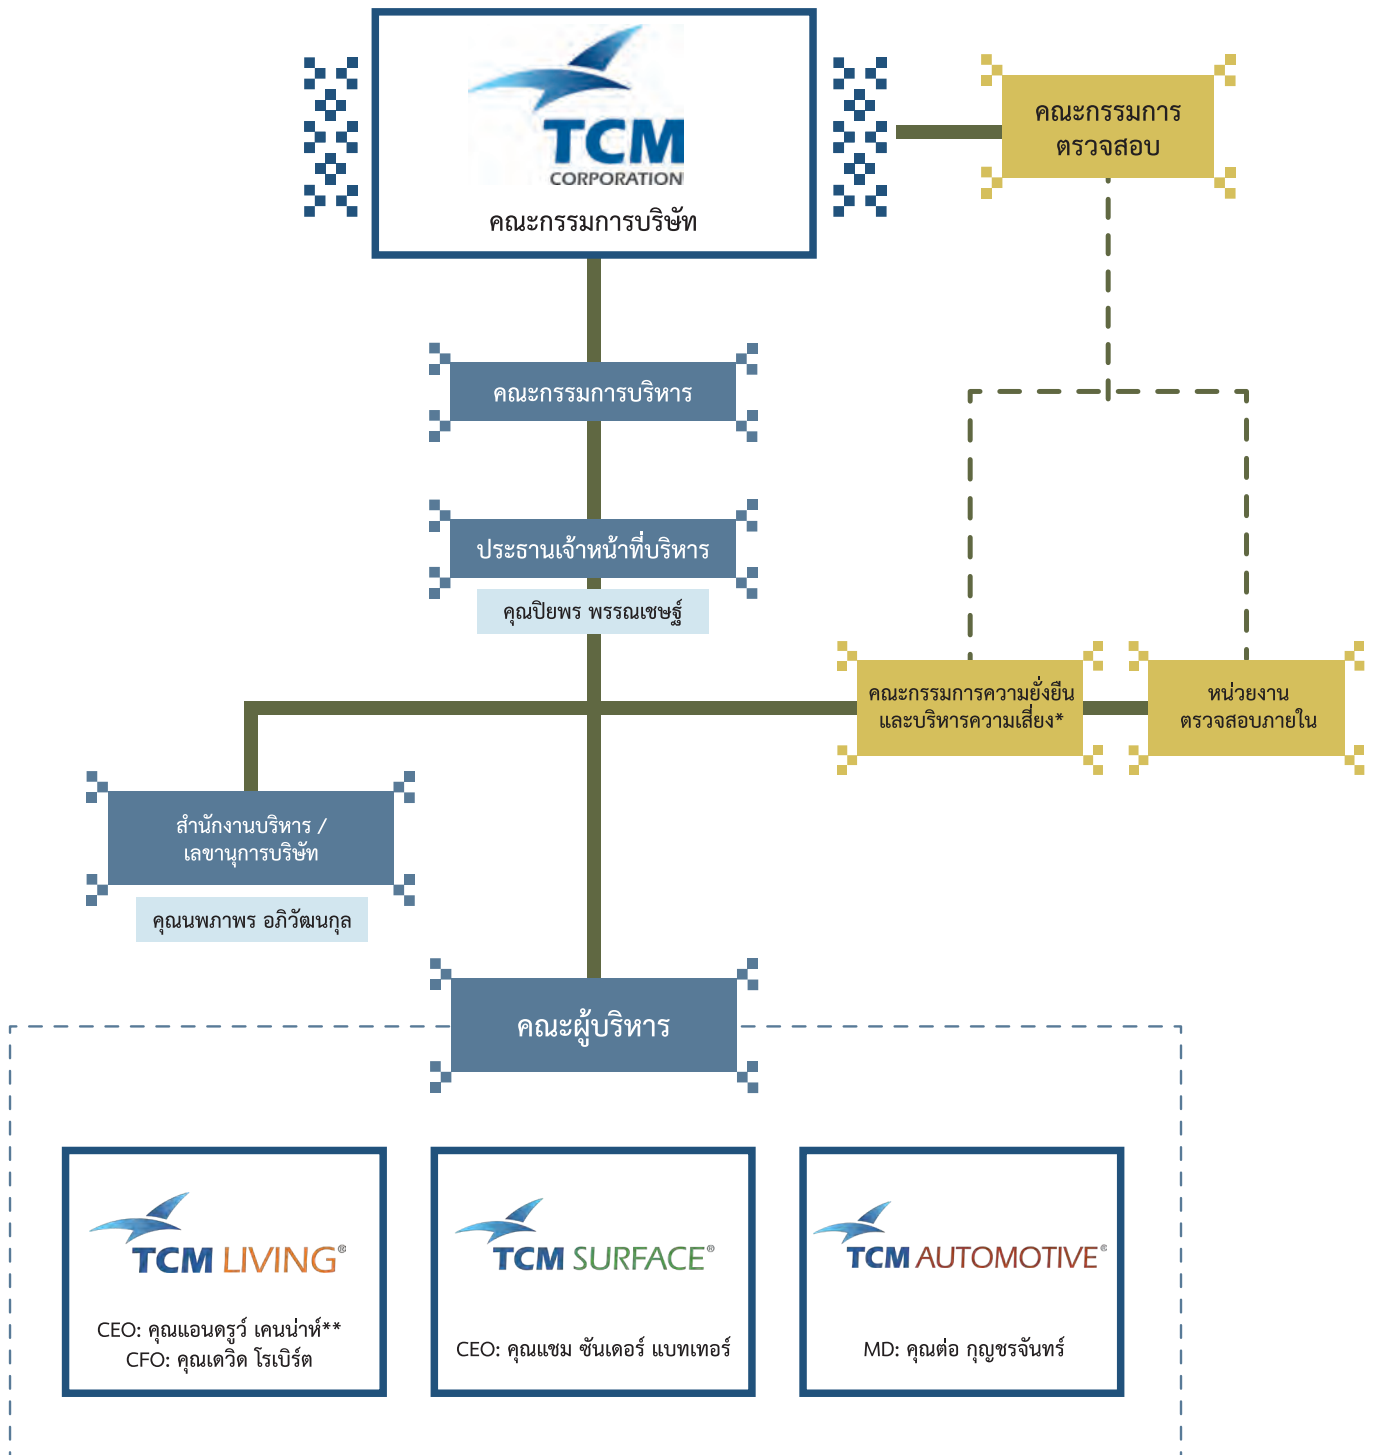 TCM
CORPORATION
คณะกรรมการบริษัท
คณะกรรมการ
ตรวจสอบ
คณะกรรมการบริหาร
ประธานเจ้าหน้าที่บริหาร
คุณปิยพร พรรณเชษฐ์
คณะกรรมการความยั่งยืน
และบริหารความเสี่ยง*
หน่วยงาน
ตรวจสอบภายใน
สำนักงานบริหาร /
เลขานุการบริษัท
คุณนพภาพร อภิวัฒนกุล
คณะผู้บริหาร
TCM LIVING®
CEO: คุณแอนดรูว์ เคนน่าห์**
CFO: คุณเดวิด โรเบิร์ต
TCM SURFACE®
CEO: คุณแชม ซันเดอร์ แบทเทอร์
TCM AUTOMOTIVE®
MD: คุณต่อ กุญชรจันทร์